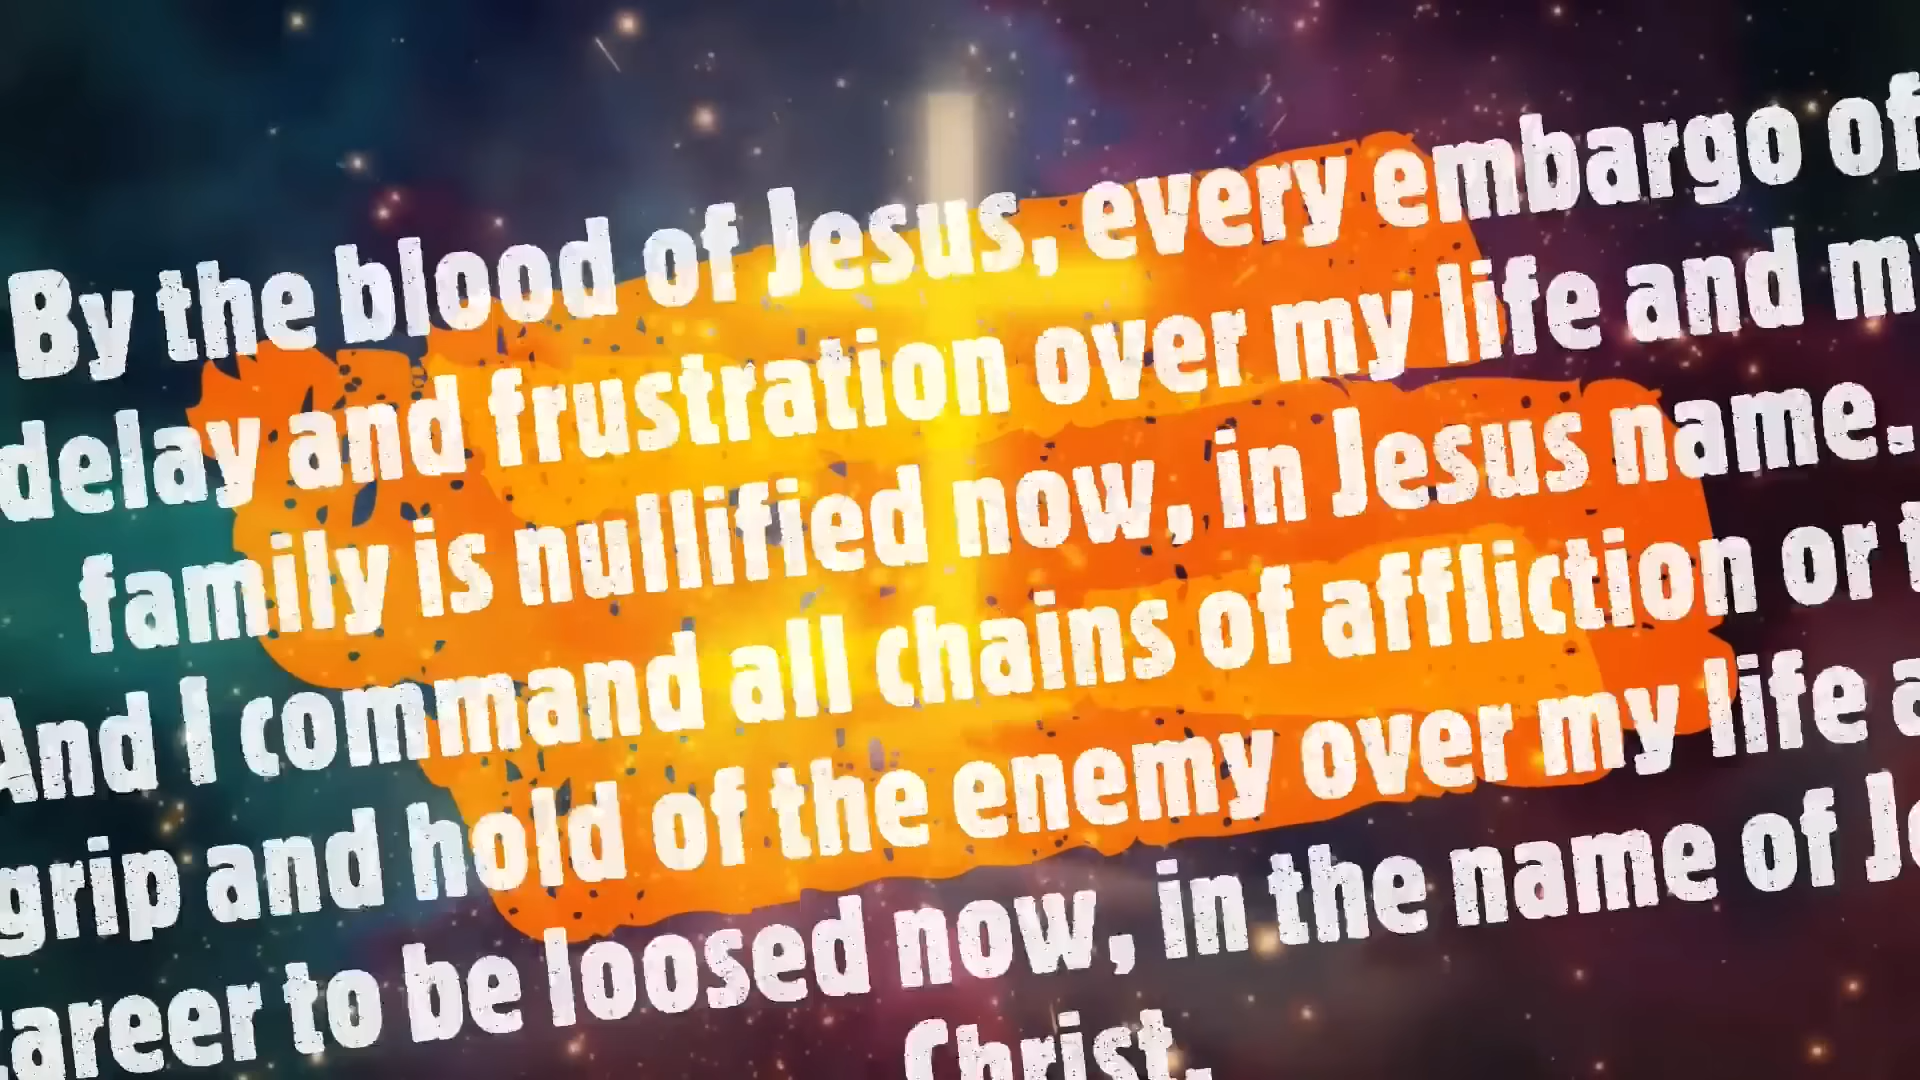 By the blood of Jesus, every embargo of
delay and frustration over my life and my
family is nullified now, in Jesus name.
And I command all chains of affliction or
grip and hold of the enemy over my life
career to be loosed now, in the name of
Christ.